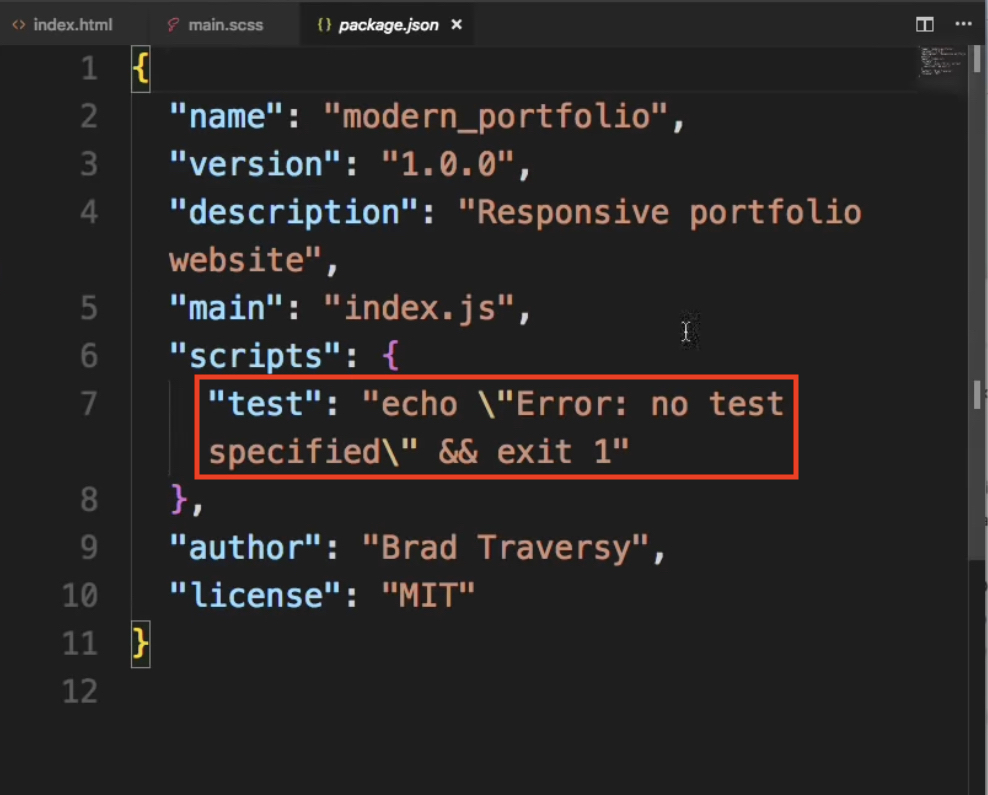 index.html main.scss package.json
1 {
2 "name": "modern_portfolio",
3 "version": "1.0.0",
4 "description": "Responsive portfolio
website",
5 "main": "index.js",
6 "scripts": {
7 "test": "echo \"Error: no test
specified\" && exit 1"
8 },
9 "author": "Brad Traversy",
10 "license": "MIT"
11 }
12